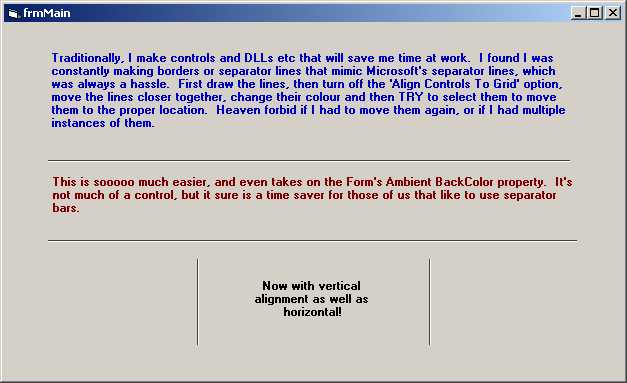 frmMain
Traditionally, I make controls and DLLs etc that will save me time at work.  I found I was
constantly making borders or separator lines that mimic Microsoft's separator lines, which
was always a hassle.  First draw the lines, then turn off the 'Align Controls To Grid' option,
move the lines closer together, change their colour and then TRY to select them to move
them to the proper location.  Heaven forbid if I had to move them again, or if I had multiple
instances of them.
This is sooooo much easier, and even takes on the Form's Ambient BackColor property.  It's
not much of a control, but it sure is a time saver for those of us that like to use separator
bars.
Now with vertical
alignment as well as
horizontal!